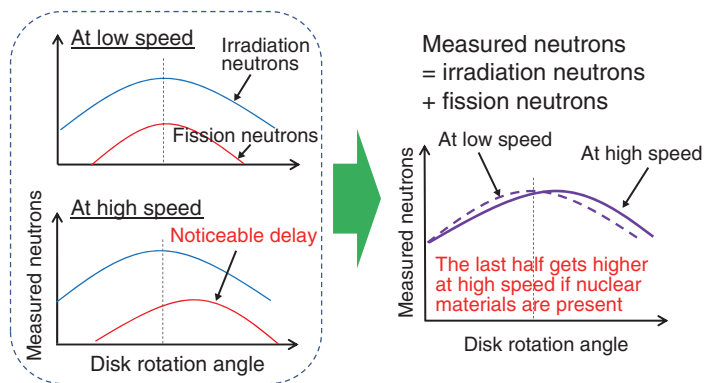 At low speed
Irradiation
neutrons
Fission neutrons
At high speed
Noticeable delay
Measured neutrons
Disk rotation angle
Measured neutrons
= irradiation neutrons
+ fission neutrons
At low speed
At high speed
Measured neutrons
The last half gets higher
at high speed if nuclear
materials are present
Disk rotation angle